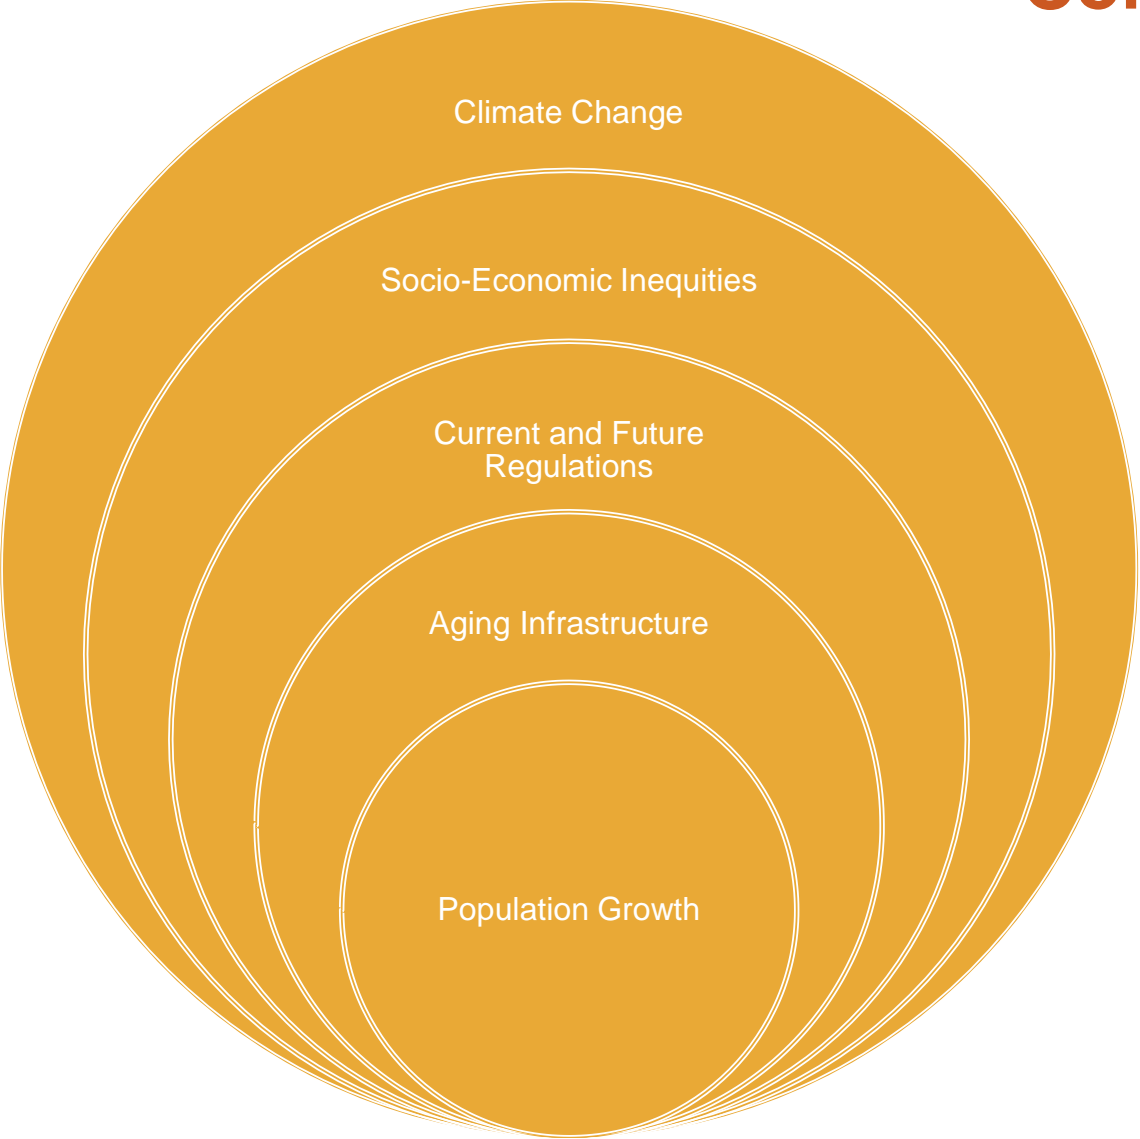 Climate Change
Socio-Economic Inequities
Current and Future
Regulations
Aging Infrastructure
Population Growth